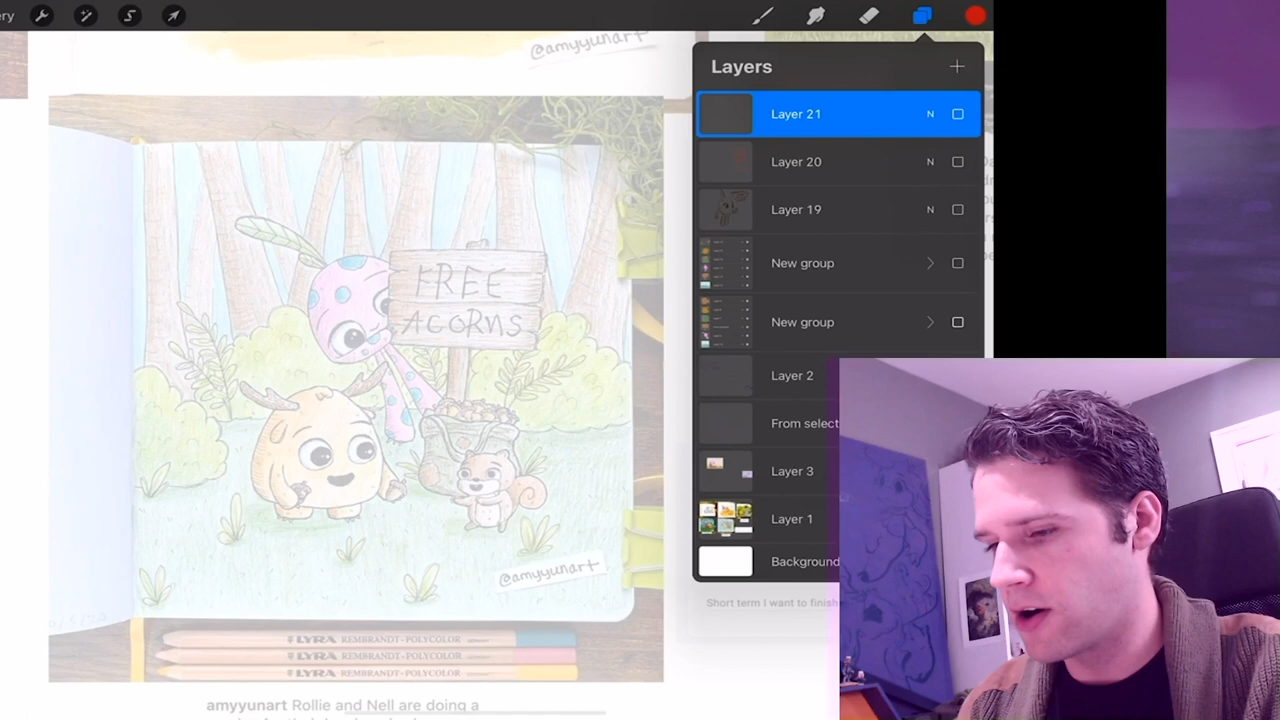 ery
@amyyunart
Layers
Layer 21
N
Layer 20
N
Layer 19
N
New group
New group
Layer 2
From select
Layer 3
Layer 1
Background
FREE
ACORNS
@amyyunart
LYRA REMBRANDT-POLYCOLOR
LYRA REMBRANDT-POLYCOLOR
LYRA REMBRANDT-POLYCOLOR
Short term I want to finish
amyyunart Rollie and Nell are doing a